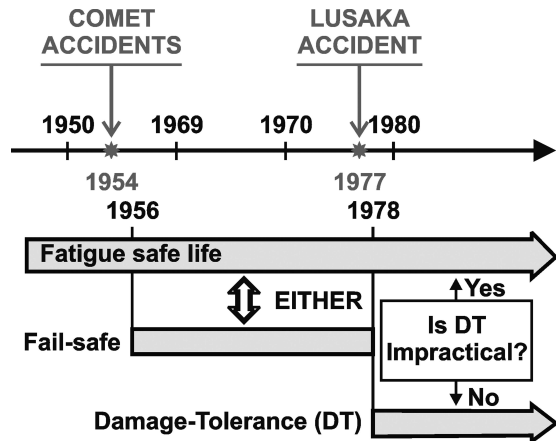 COMET
ACCIDENTS
LUSAKA
ACCIDENT
1950
1969
1970
1980
1954
1977
1956
1978
Fatigue safe life
EITHER
Yes
Fail-safe
Is DT
Impractical?
No
Damage-Tolerance (DT)